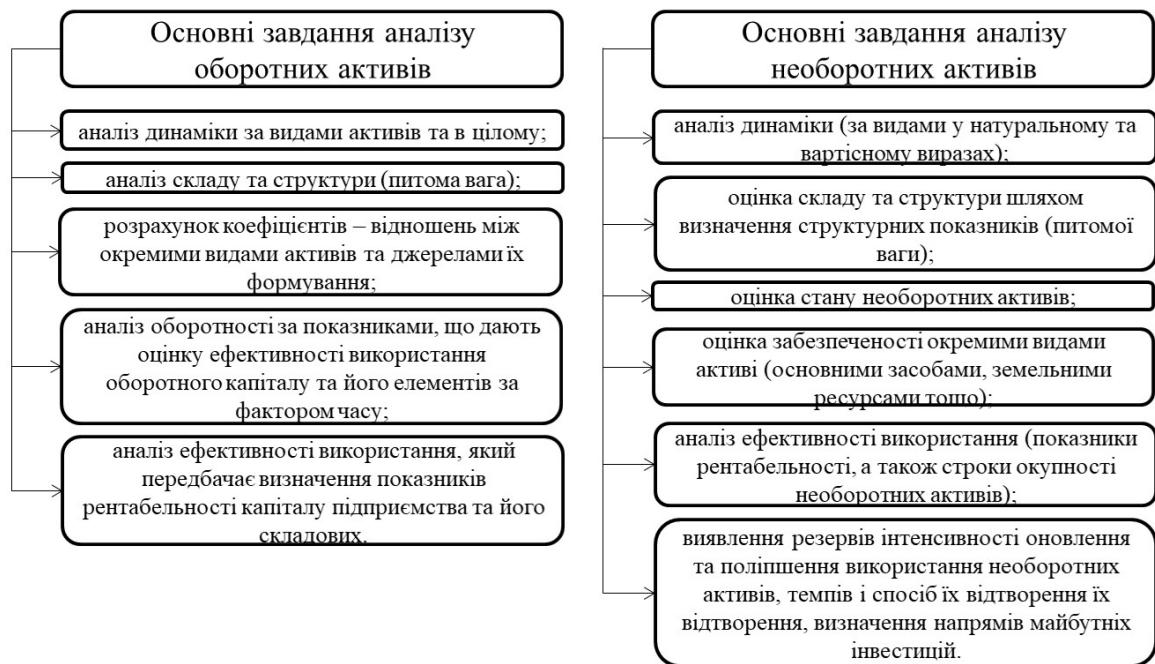 Основні завдання аналізу
оборотних активів
аналіз динаміки за видами активів та в цілому;
аналіз складу та структури (питома вага);
розрахунок коефіцієнтів – відношень між
окремими видами активів та джерелами їх
формування;
аналіз оборотності за показниками, що дають
оцінку ефективності використання
оборотного капіталу та його елементів за
фактором часу;
аналіз ефективності використання, який
передбачає визначення показників
рентабельності капіталу підприємства та його
складових.
Основні завдання аналізу
необоротних активів
аналіз динаміки (за видами у натуральному та
вартісному виразах);
оцінка складу та структури шляхом
визначення структурних показників (питомої
ваги);
оцінка стану необоротних активів;
оцінка забезпеченості окремими видами
активі (основними засобами, земельними
ресурсами тощо);
аналіз ефективності використання (показники
рентабельності, а також строки окупності
необоротних активів);
виявлення резервів інтенсивності оновлення
та поліпшення використання необоротних
активів, темпів і спосіб їх відтворення їх
відтворення, визначення напрямів майбутніх
інвестицій.